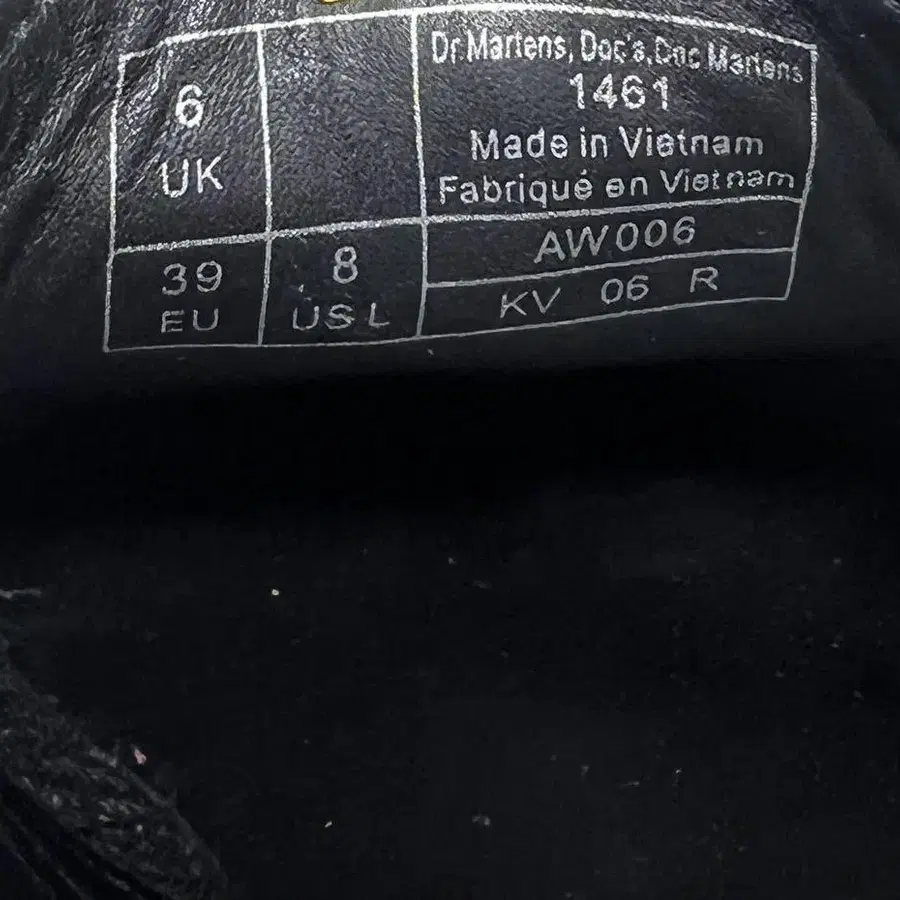 6
UK
39
EU
8
US L
Dr. Martens, Doc's, Doc Martens
1461
Made in Vietnam
Fabriqué en Vietnam
AW006
KV 06 R